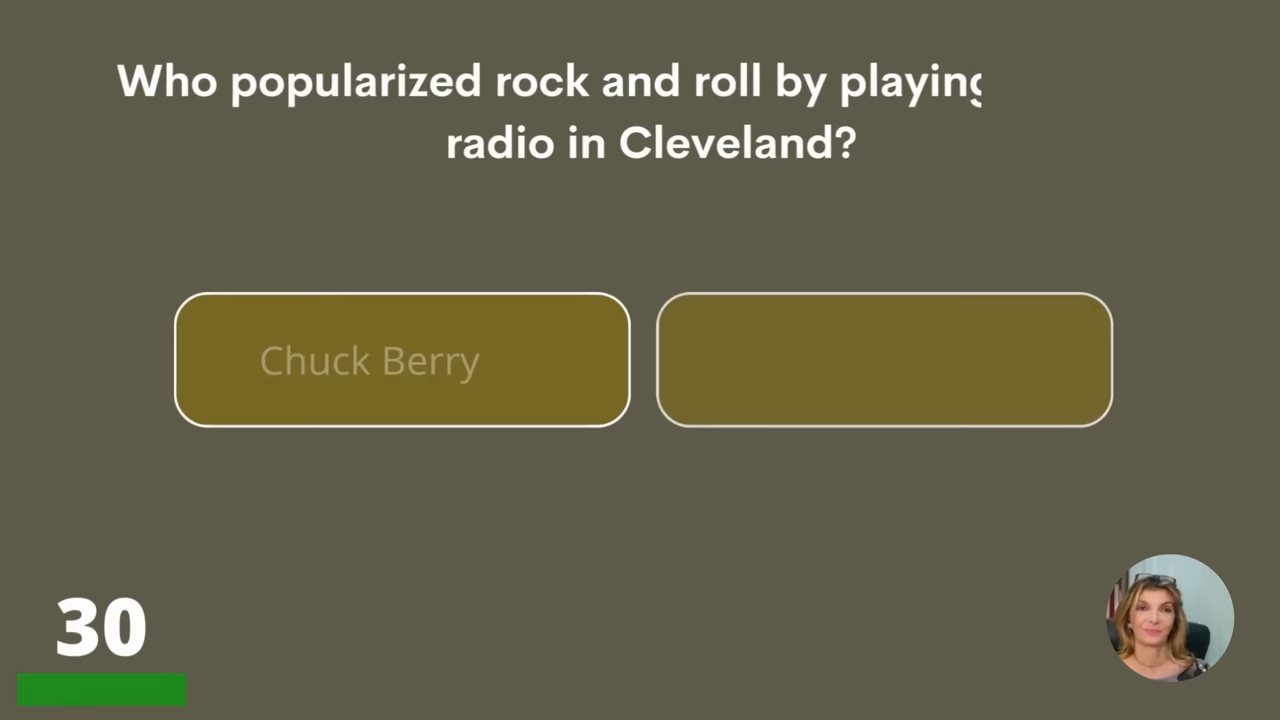 Who popularized rock and roll by playing
radio in Cleveland?
Chuck Berry
30